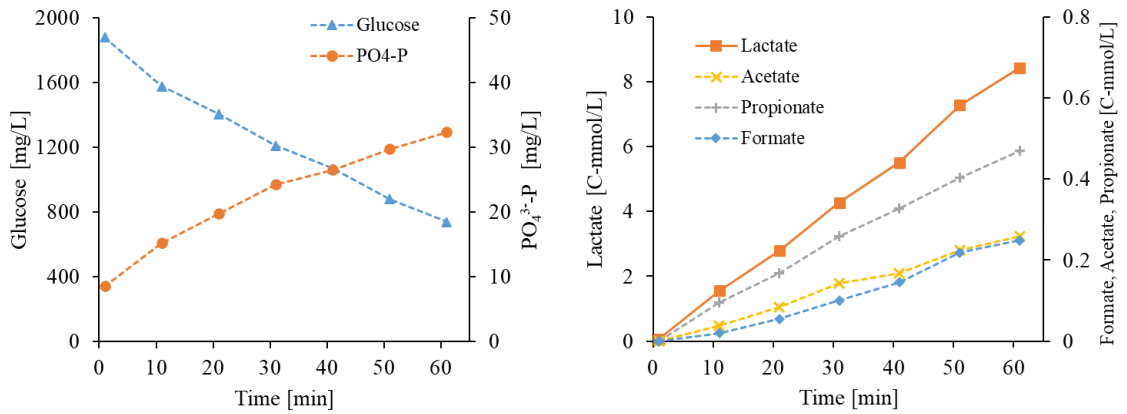 2000
1600
1200
800
400
0
Glucose [mg/L]
50
40
30
20
10
0
PO₄³-P [mg/L]
Glucose
PO4-P
0 10 20 30 40 50 60
Time [min]
10
8
6
4
2
0
Lactate [C-mmol/L]
0.8
0.6
0.4
0.2
0
Formate, Acetate, Propionate [C-mmol/L]
Lactate
Acetate
Propionate
Formate
0 10 20 30 40 50 60
Time [min]